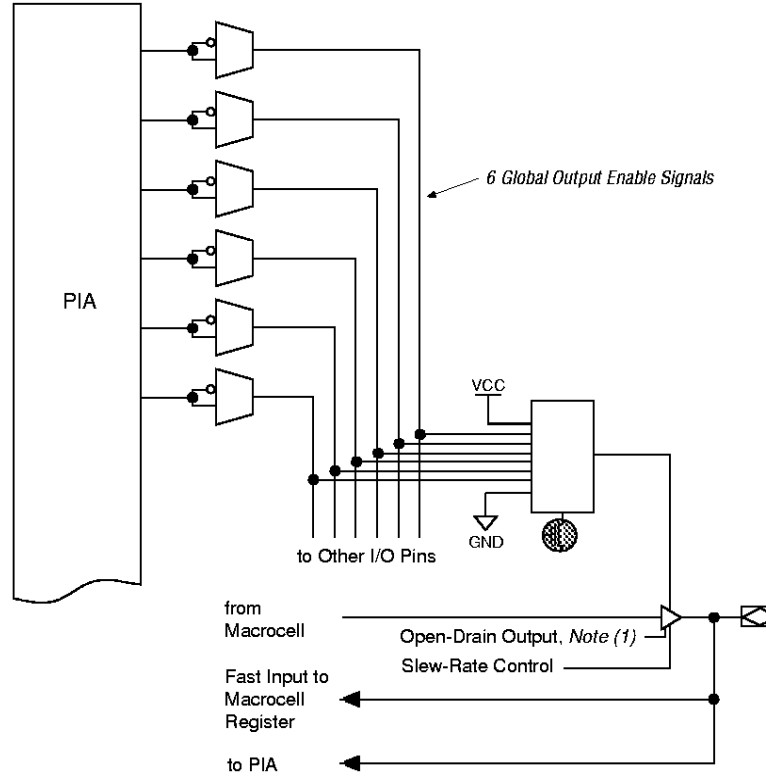 6 Global Output Enable Signals
PIA
VCC
GND
to Other I/O Pins
from
Macrocell
Open-Drain Output, Note (1)
Slew-Rate Control
Fast Input to
Macrocell
Register
to PIA